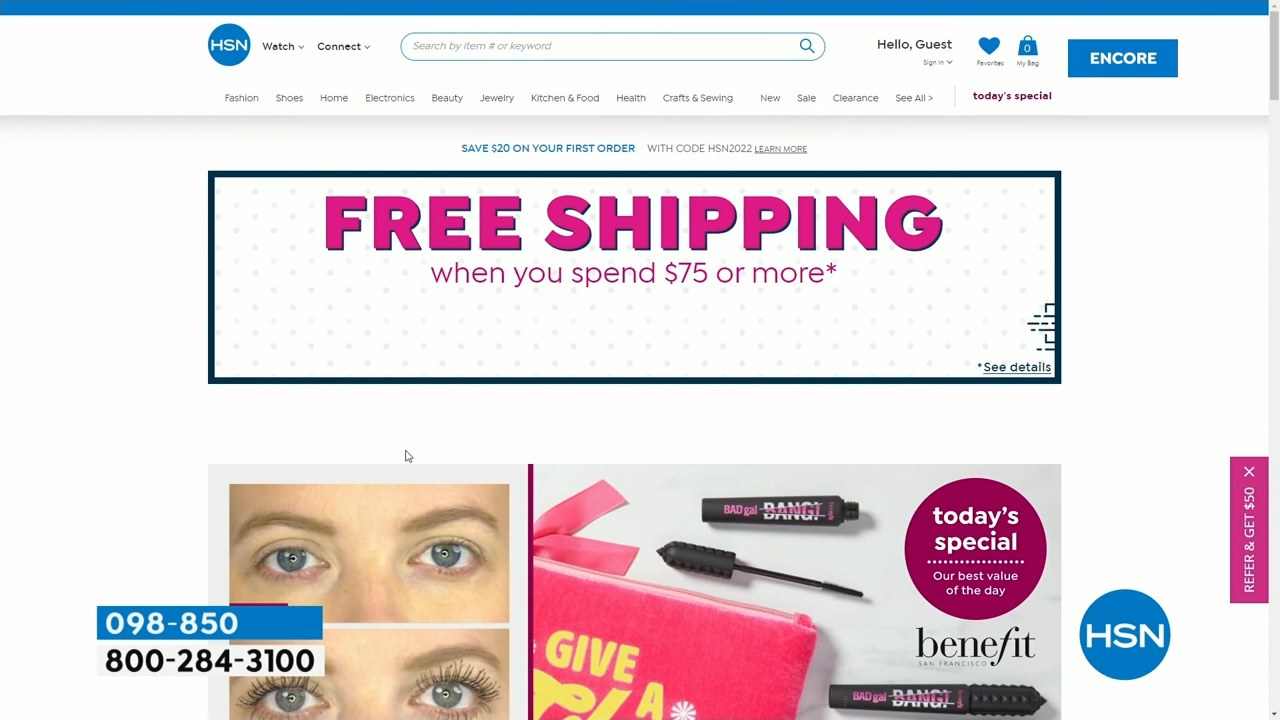 HSN
Watch
Connect
Search by item # or keyword
Hello, Guest
Sign In
Favorites
0
My Bag
ENCORE
Fashion
Shoes
Home
Electronics
Beauty
Jewelry
Kitchen & Food
Health
Crafts & Sewing
New
Sale
Clearance
See All >
today's special
SAVE $20 ON YOUR FIRST ORDER WITH CODE HSN2022 LEARN MORE
FREE SHIPPING
when you spend $75 or more*
*See details
REFER & GET $50
BADgal BANG! benefit
today's
special
Our best value
of the day
benefit
SAN FRANCISCO
GIVE
A
BADgal BANG!
098-850
800-284-3100
HSN